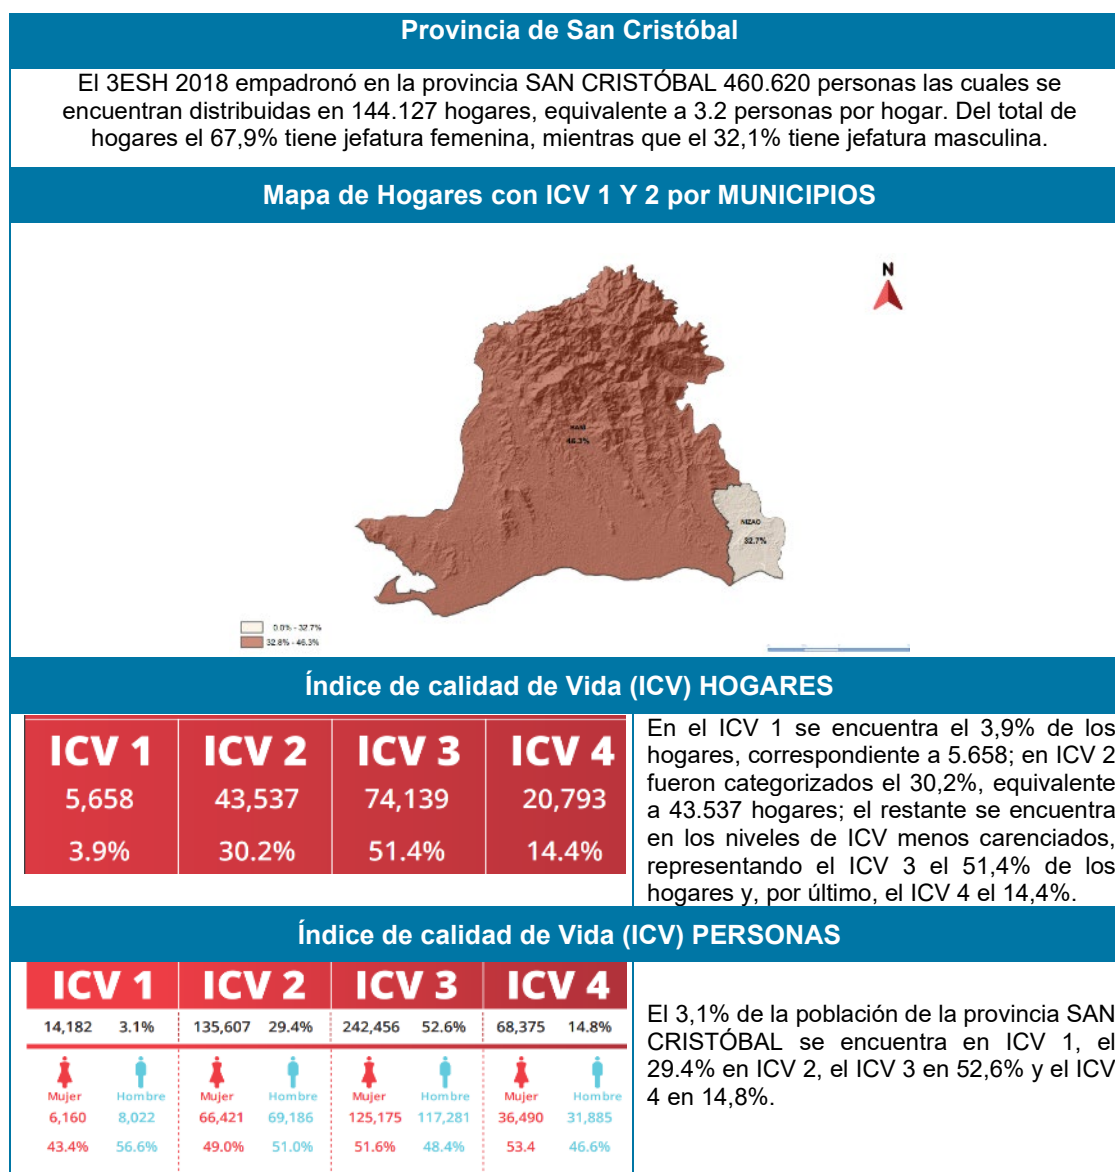 Provincia de San Cristóbal
El 3ESH 2018 empadronó en la provincia SAN CRISTÓBAL 460.620 personas las cuales se
encuentran distribuidas en 144.127 hogares, equivalente a 3.2 personas por hogar. Del total de
hogares el 67,9% tiene jefatura femenina, mientras que el 32,1% tiene jefatura masculina.
Mapa de Hogares con ICV 1 Y 2 por MUNICIPIOS
N
46.3%
NIZAO
32.7%
0.0% - 32.7%
32.8% - 46.3%
Índice de calidad de Vida (ICV) HOGARES
ICV 1 ICV 2 ICV 3 ICV 4
5,658 43,537 74,139 20,793
3.9% 30.2% 51.4% 14.4%
En el ICV 1 se encuentra el 3,9% de los
hogares, correspondiente a 5.658; en ICV 2
fueron categorizados el 30,2%, equivalente
a 43.537 hogares; el restante se encuentra
en los niveles de ICV menos carenciados,
representando el ICV 3 el 51,4% de los
hogares y, por último, el ICV 4 el 14,4%.
Índice de calidad de Vida (ICV) PERSONAS
ICV 1 ICV 2 ICV 3 ICV 4
14,182 3.1% 135,607 29.4% 242,456 52.6% 68,375 14.8%
Mujer Hombre Mujer Hombre Mujer Hombre Mujer Hombre
6,160 8,022 66,421 69,186 125,175 117,281 36,490 31,885
43.4% 56.6% 49.0% 51.0% 51.6% 48.4% 53.4 46.6%
El 3,1% de la población de la provincia SAN
CRISTÓBAL se encuentra en ICV 1, el
29.4% en ICV 2, el ICV 3 en 52,6% y el ICV
4 en 14,8%.